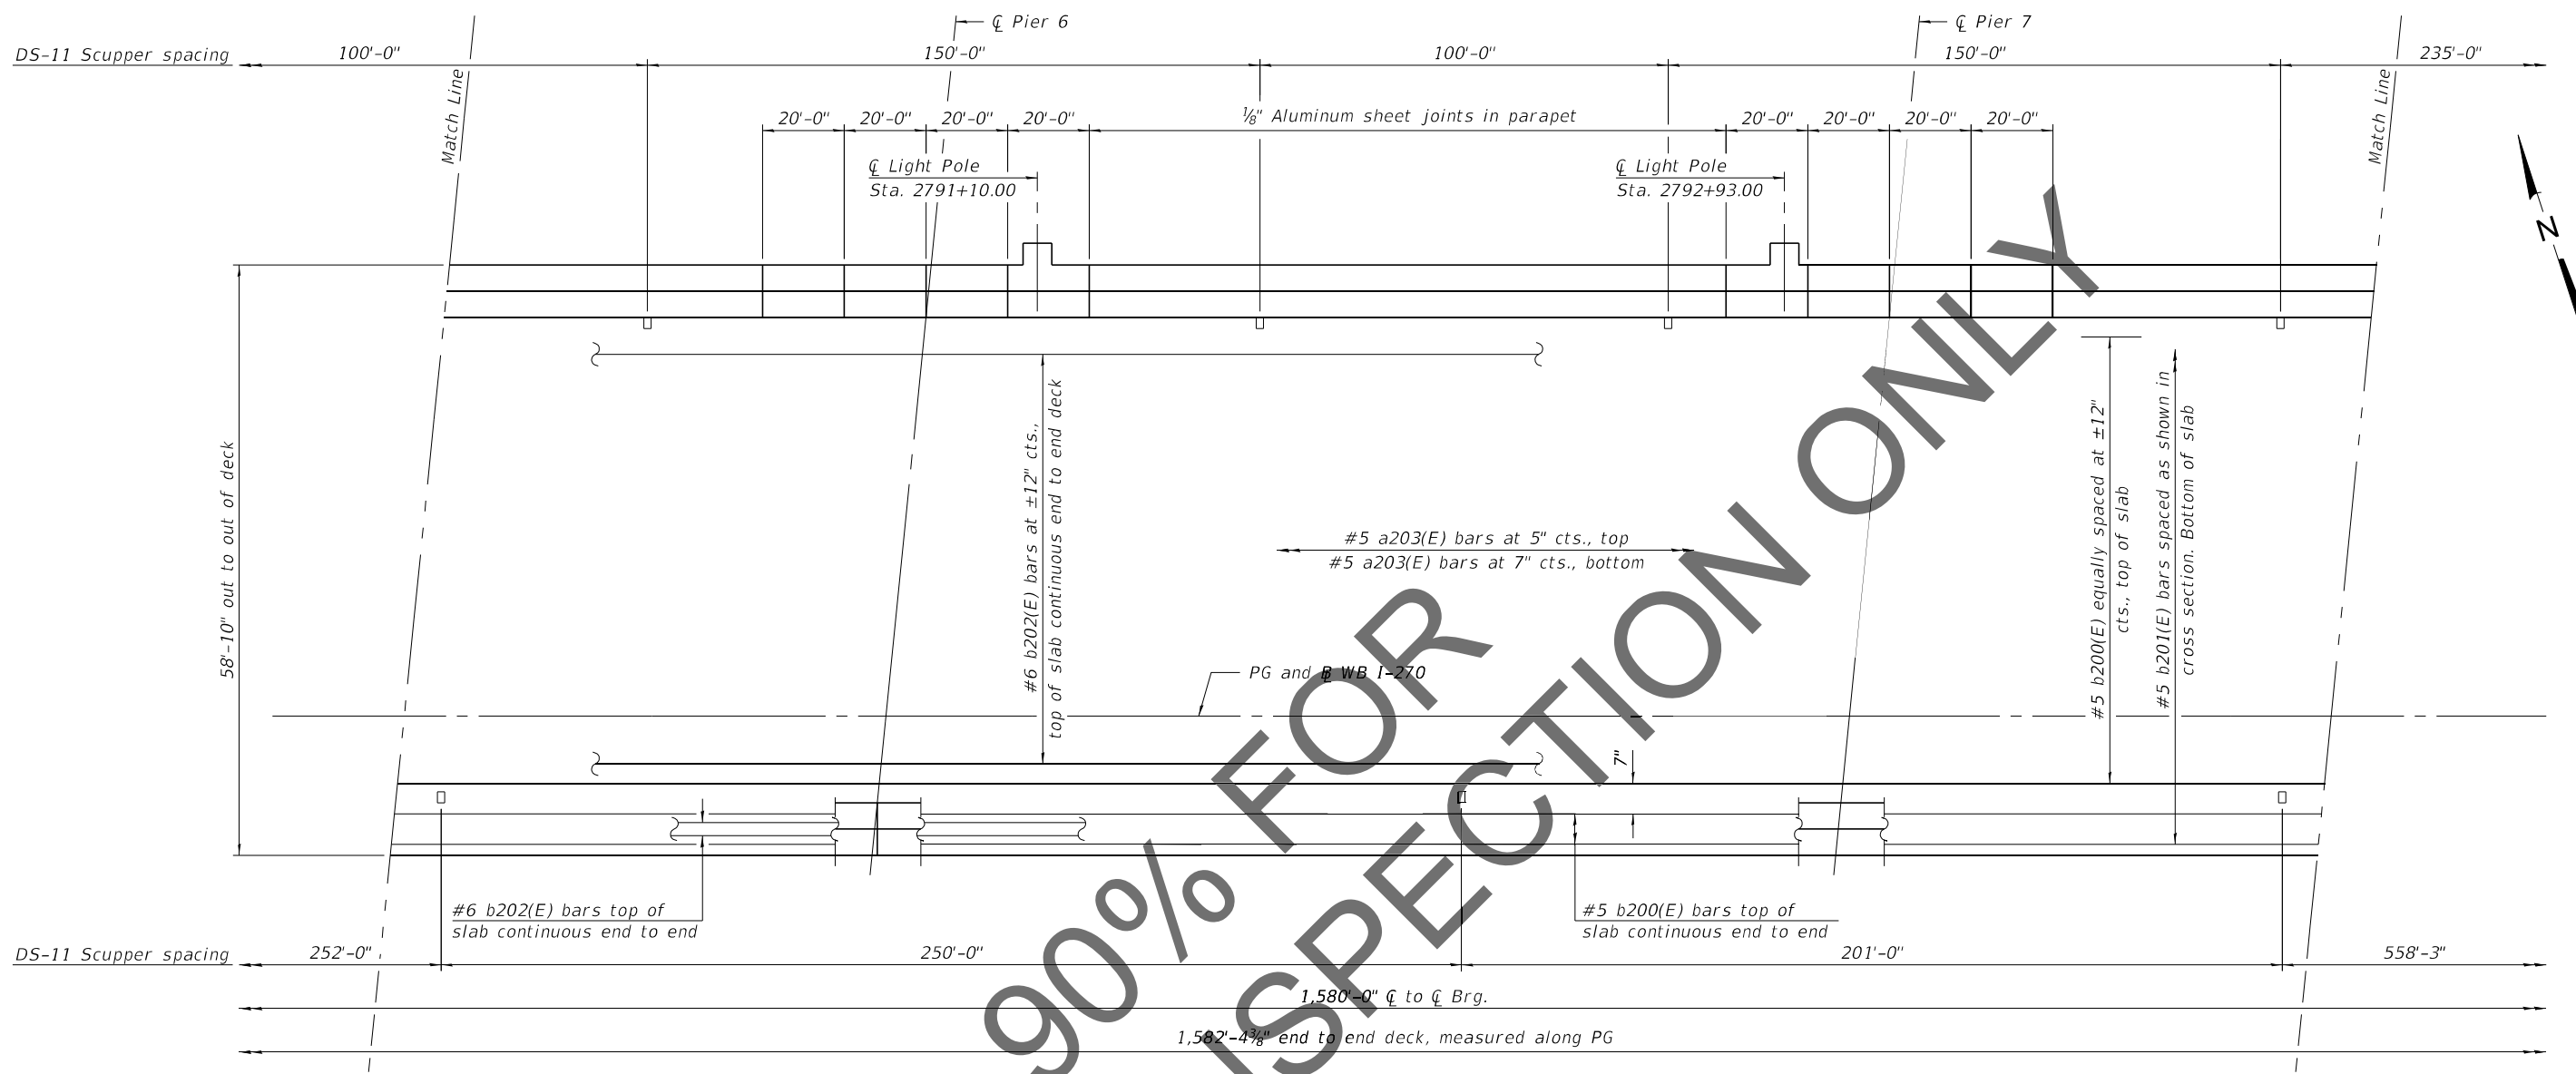 ℄ Pier 6
℄ Pier 7
DS-11 Scupper spacing
100'-0"
150'-0"
100'-0"
150'-0"
235'-0"
Match Line
Match Line
20'-0"
20'-0"
20'-0"
20'-0"
⅛" Aluminum sheet joints in parapet
20'-0"
20'-0"
20'-0"
20'-0"
℄ Light Pole
Sta. 2791+10.00
℄ Light Pole
Sta. 2792+93.00
N
58'-10" out to out of deck
#6 b202(E) bars at ±12" cts.,
top of slab continuous end to end deck
#5 a203(E) bars at 5" cts., top
#5 a203(E) bars at 7" cts., bottom
#5 b200(E) equally spaced at ±12"
cts., top of slab
#5 b201(E) bars spaced as shown in
cross section. Bottom of slab
PG and ⅊ WB I-270
7"
#6 b202(E) bars top of
slab continuous end to end
#5 b200(E) bars top of
slab continuous end to end
DS-11 Scupper spacing
252'-0"
250'-0"
201'-0"
558'-3"
1,580'-0" ℄ to ℄ Brg.
1,582'-4⅜" end to end deck, measured along PG
90% FOR
ISPECTION ONLY